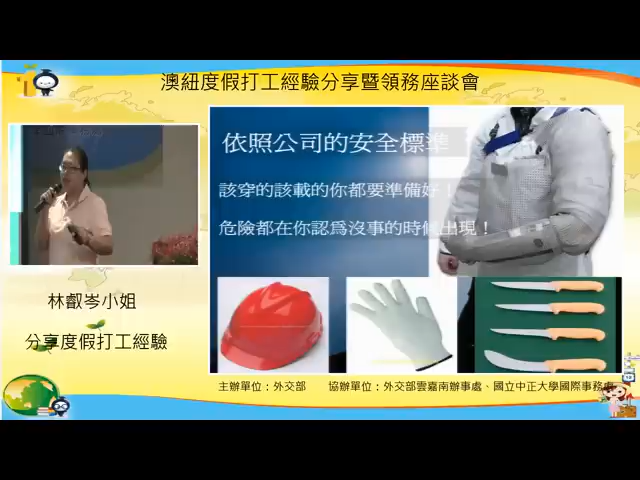 澳紐度假打工經驗分享暨領務座談會
依照公司的安全標準
該穿的該載的你都要準備好!
危險都在你認為沒事的時候出現!
林叡岑小姐
分享度假打工經驗
主辦單位:外交部 協辦單位:外交部雲嘉南辦事處、國立中正大學國際事務處